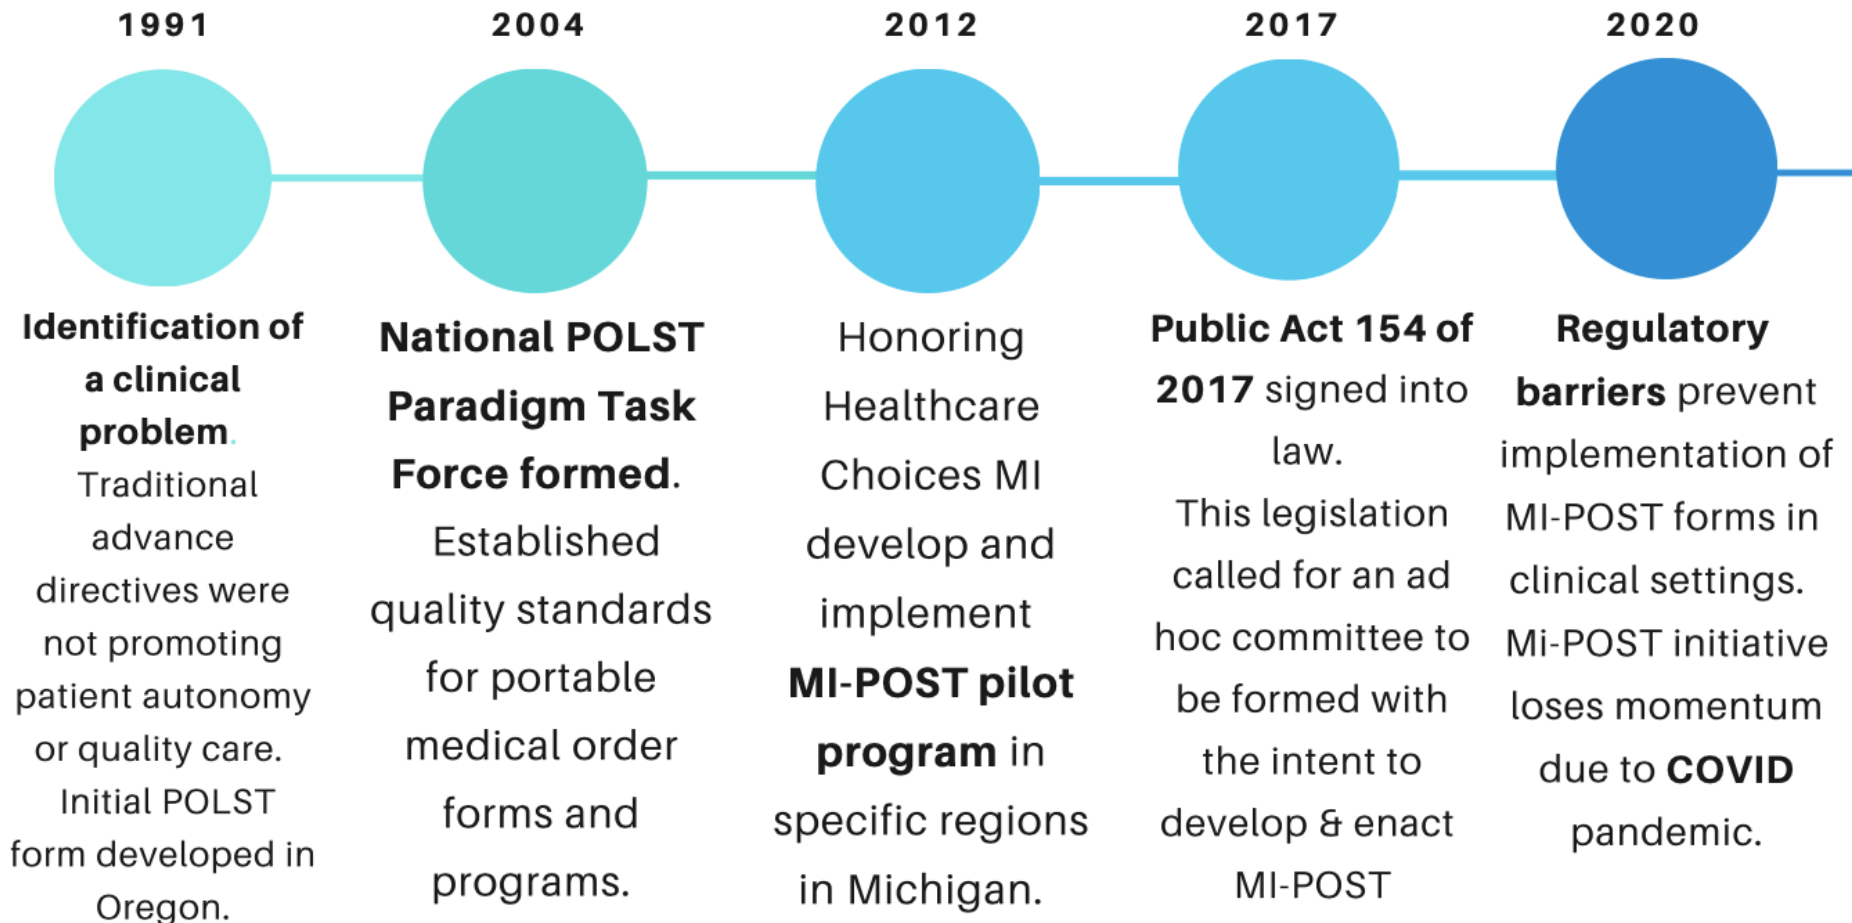 1991
Identification of
a clinical
problem.
Traditional
advance
directives were
not promoting
patient autonomy
or quality care.
Initial POLST
form developed in
Oregon.
2004
National POLST
Paradigm Task
Force formed.
Established
quality standards
for portable
medical order
forms and
programs.
2012
Honoring
Healthcare
Choices MI
develop and
implement
MI-POST pilot
program in
specific regions
in Michigan.
2017
Public Act 154 of
2017 signed into
law.
This legislation
called for an ad
hoc committee to
be formed with
the intent to
develop & enact
MI-POST
2020
Regulatory
barriers prevent
implementation of
MI-POST forms in
clinical settings.
Mi-POST initiative
loses momentum
due to COVID
pandemic.